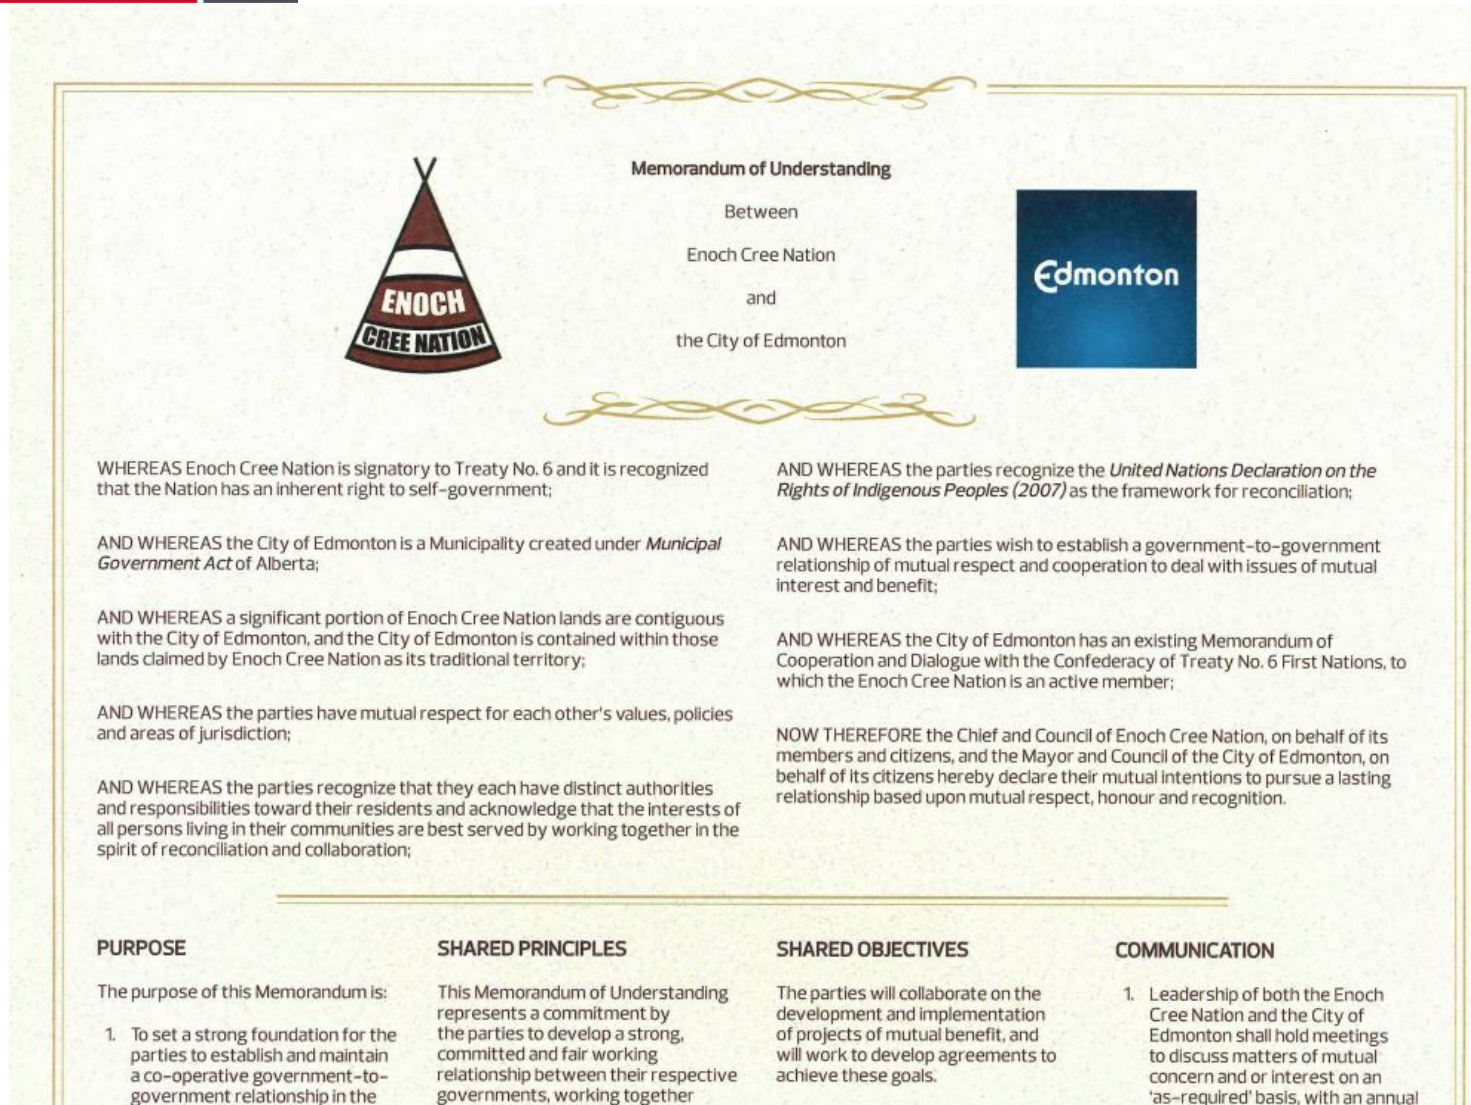 ENOCH
CREE NATION
Memorandum of Understanding
Between
Enoch Cree Nation
and
the City of Edmonton
Edmonton
WHEREAS Enoch Cree Nation is signatory to Treaty No. 6 and it is recognized
that the Nation has an inherent right to self-government;
AND WHEREAS the City of Edmonton is a Municipality created under Municipal
Government Act of Alberta;
AND WHEREAS a significant portion of Enoch Cree Nation lands are contiguous
with the City of Edmonton, and the City of Edmonton is contained within those
lands claimed by Enoch Cree Nation as its traditional territory;
AND WHEREAS the parties have mutual respect for each other's values, policies
and areas of jurisdiction;
AND WHEREAS the parties recognize that they each have distinct authorities
and responsibilities toward their residents and acknowledge that the interests of
all persons living in their communities are best served by working together in the
spirit of reconciliation and collaboration;
AND WHEREAS the parties recognize the United Nations Declaration on the
Rights of Indigenous Peoples (2007) as the framework for reconciliation;
AND WHEREAS the parties wish to establish a government-to-government
relationship of mutual respect and cooperation to deal with issues of mutual
interest and benefit;
AND WHEREAS the City of Edmonton has an existing Memorandum of
Cooperation and Dialogue with the Confederacy of Treaty No. 6 First Nations, to
which the Enoch Cree Nation is an active member;
NOW THEREFORE the Chief and Council of Enoch Cree Nation, on behalf of its
members and citizens, and the Mayor and Council of the City of Edmonton, on
behalf of its citizens hereby declare their mutual intentions to pursue a lasting
relationship based upon mutual respect, honour and recognition.
PURPOSE
The purpose of this Memorandum is:
1. To set a strong foundation for the
parties to establish and maintain
a co-operative government-to-
government relationship in the
SHARED PRINCIPLES
This Memorandum of Understanding
represents a commitment by
the parties to develop a strong,
committed and fair working
relationship between their respective
governments, working together
SHARED OBJECTIVES
The parties will collaborate on the
development and implementation
of projects of mutual benefit, and
will work to develop agreements to
achieve these goals.
COMMUNICATION
1. Leadership of both the Enoch
Cree Nation and the City of
Edmonton shall hold meetings
to discuss matters of mutual
concern and or interest on an
'as-required' basis, with an annual